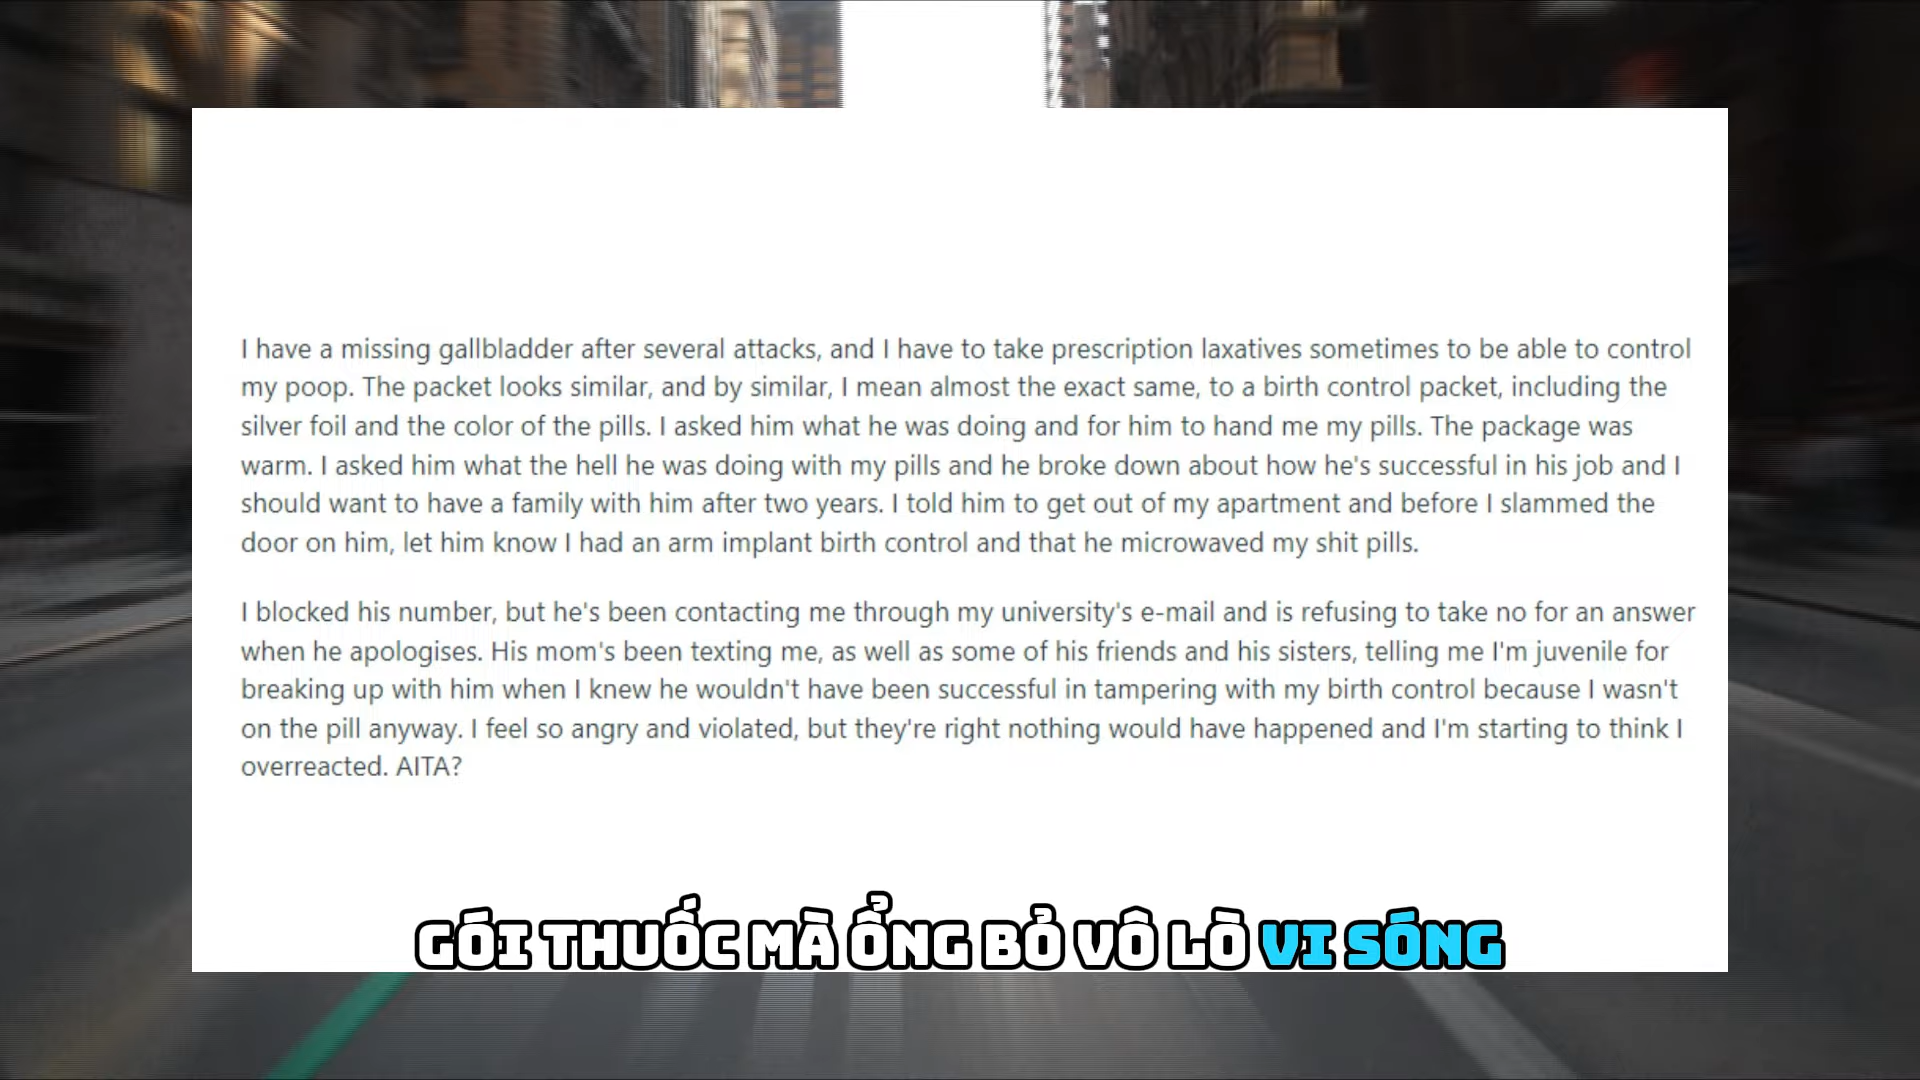 I have a missing gallbladder after several attacks, and I have to take prescription laxatives sometimes to be able to control
my poop. The packet looks similar, and by similar, I mean almost the exact same, to a birth control packet, including the
silver foil and the color of the pills. I asked him what he was doing and for him to hand me my pills. The package was
warm. I asked him what the hell he was doing with my pills and he broke down about how he's successful in his job and I
should want to have a family with him after two years. I told him to get out of my apartment and before I slammed the
door on him, let him know I had an arm implant birth control and that he microwaved my shit pills.
I blocked his number, but he's been contacting me through my university's e-mail and is refusing to take no for an answer
when he apologises. His mom's been texting me, as well as some of his friends and his sisters, telling me I'm juvenile for
breaking up with him when I knew he wouldn't have been successful in tampering with my birth control because I wasn't
on the pill anyway. I feel so angry and violated, but they're right nothing would have happened and I'm starting to think I
overreacted. AITA?
GÓI THUỐC MÀ ỔNG BỎ VÔ LÒ VI SÓNG